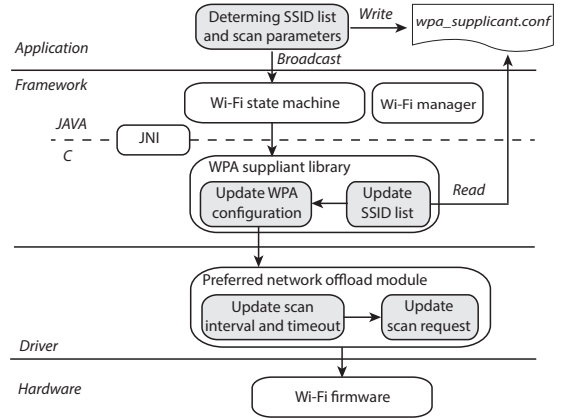 Determing SSID list
and scan parameters
Write
wpa_supplicant.conf
Application
Broadcast
Framework
Wi-Fi state machine
Wi-Fi manager
JAVA
JNI
C
WPA suppliant library
Update WPA
configuration
Update
SSID list
Read
Preferred network offload module
Update scan
interval and timeout
Update
scan request
Driver
Hardware
Wi-Fi firmware